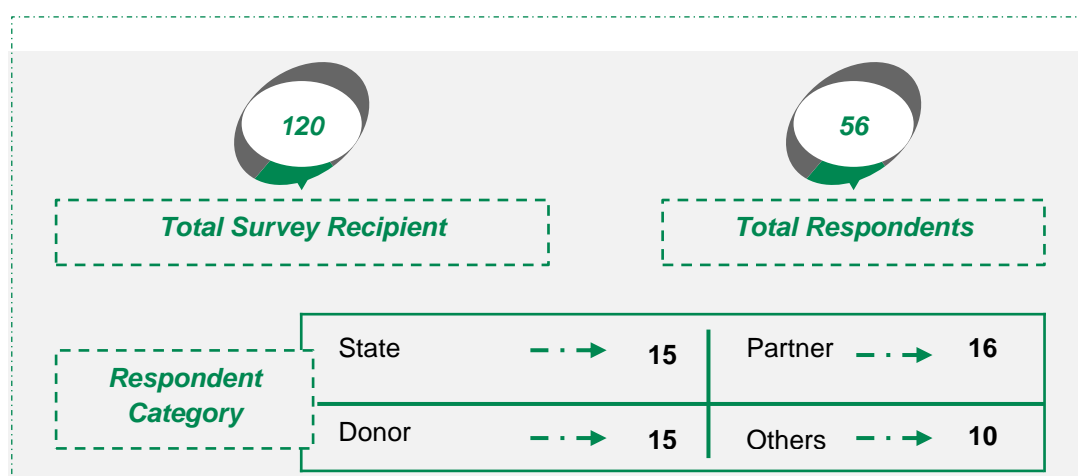 120
56
Total Survey Recipient
Total Respondents
Respondent
Category
State 15
Partner 16
Donor 15
Others 10